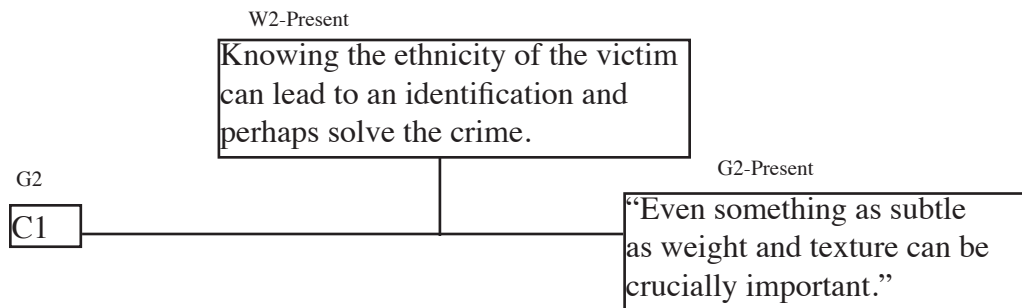 W2-Present
Knowing the ethnicity of the victim
can lead to an identification and
perhaps solve the crime.
G2
C1
G2-Present
“Even something as subtle
as weight and texture can be
crucially important.”